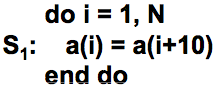 do i = 1, N
S₁: a(i) = a(i+10)
end do